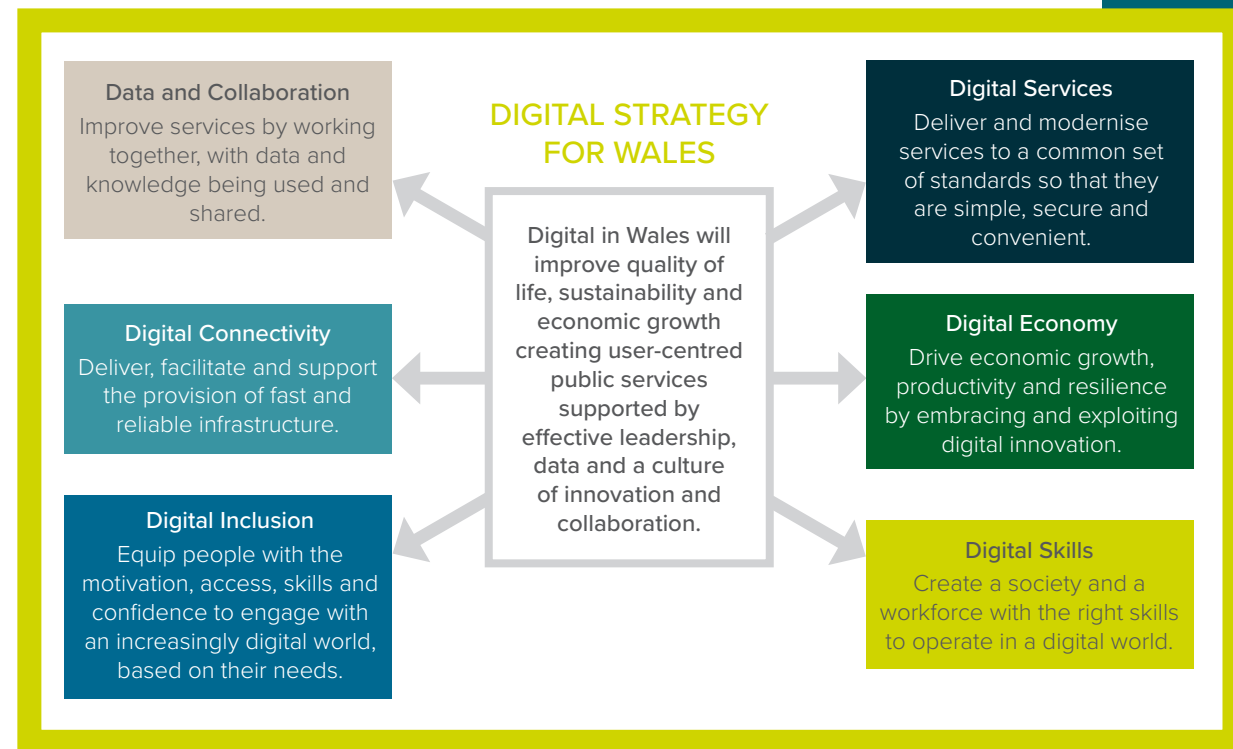 Data and Collaboration
Improve services by working
together, with data and
knowledge being used and
shared.
Digital Connectivity
Deliver, facilitate and support
the provision of fast and
reliable infrastructure.
Digital Inclusion
Equip people with the
motivation, access, skills and
confidence to engage with
an increasingly digital world,
based on their needs.
DIGITAL STRATEGY
FOR WALES
Digital in Wales will
improve quality of
life, sustainability and
economic growth
creating user-centred
public services
supported by
effective leadership,
data and a culture
of innovation and
collaboration.
Digital Services
Deliver and modernise
services to a common set
of standards so that they
are simple, secure and
convenient.
Digital Economy
Drive economic growth,
productivity and resilience
by embracing and exploiting
digital innovation.
Digital Skills
Create a society and a
workforce with the right skills
to operate in a digital world.